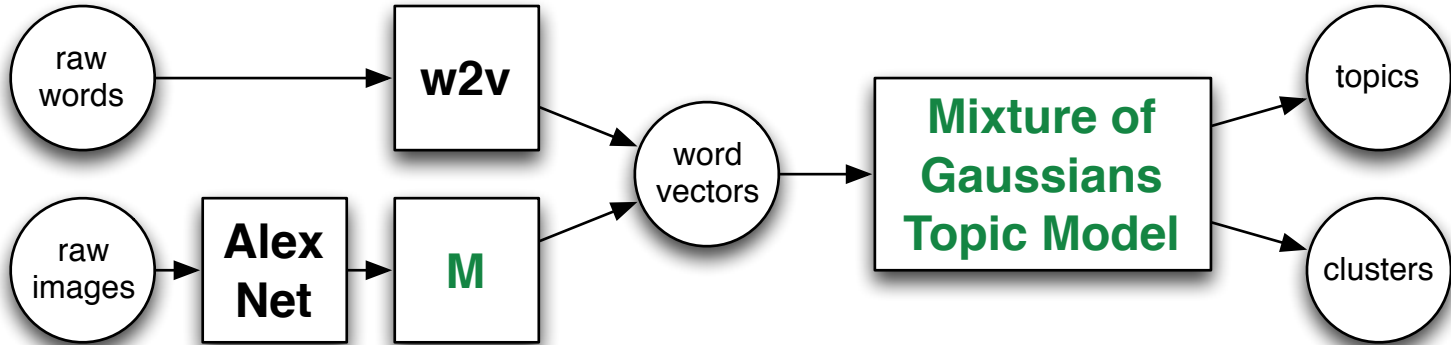 raw
words
w2v
raw
images
Alex
Net
M
word
vectors
Mixture of
Gaussians
Topic Model
topics
clusters